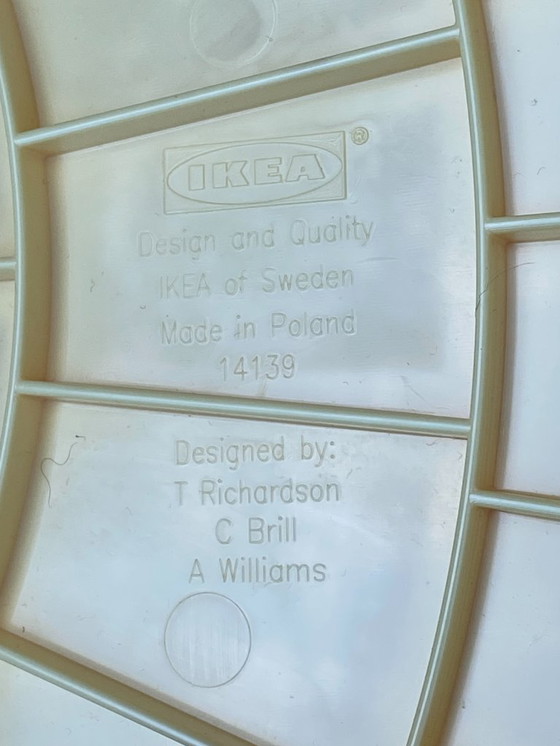 IKEA®
Design and Quality
IKEA of Sweden
Made in Poland
14139
Designed by:
T Richardson
C Brill
A Williams